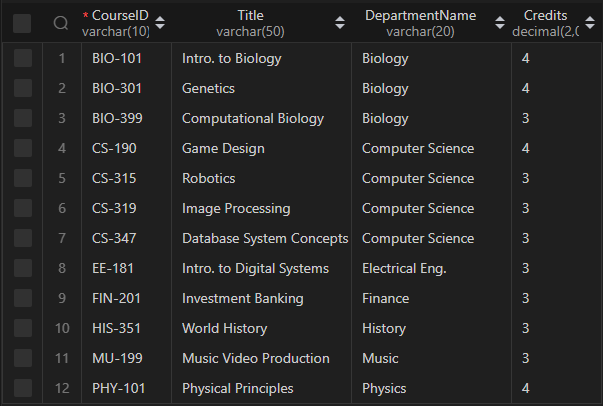 * CourseID Title DepartmentName Credits
varchar(10) varchar(50) varchar(20) decimal(2,0
1 BIO-101 Intro. to Biology Biology 4
2 BIO-301 Genetics Biology 4
3 BIO-399 Computational Biology Biology 3
4 CS-190 Game Design Computer Science 4
5 CS-315 Robotics Computer Science 3
6 CS-319 Image Processing Computer Science 3
7 CS-347 Database System Concepts Computer Science 3
8 EE-181 Intro. to Digital Systems Electrical Eng. 3
9 FIN-201 Investment Banking Finance 3
10 HIS-351 World History History 3
11 MU-199 Music Video Production Music 3
12 PHY-101 Physical Principles Physics 4